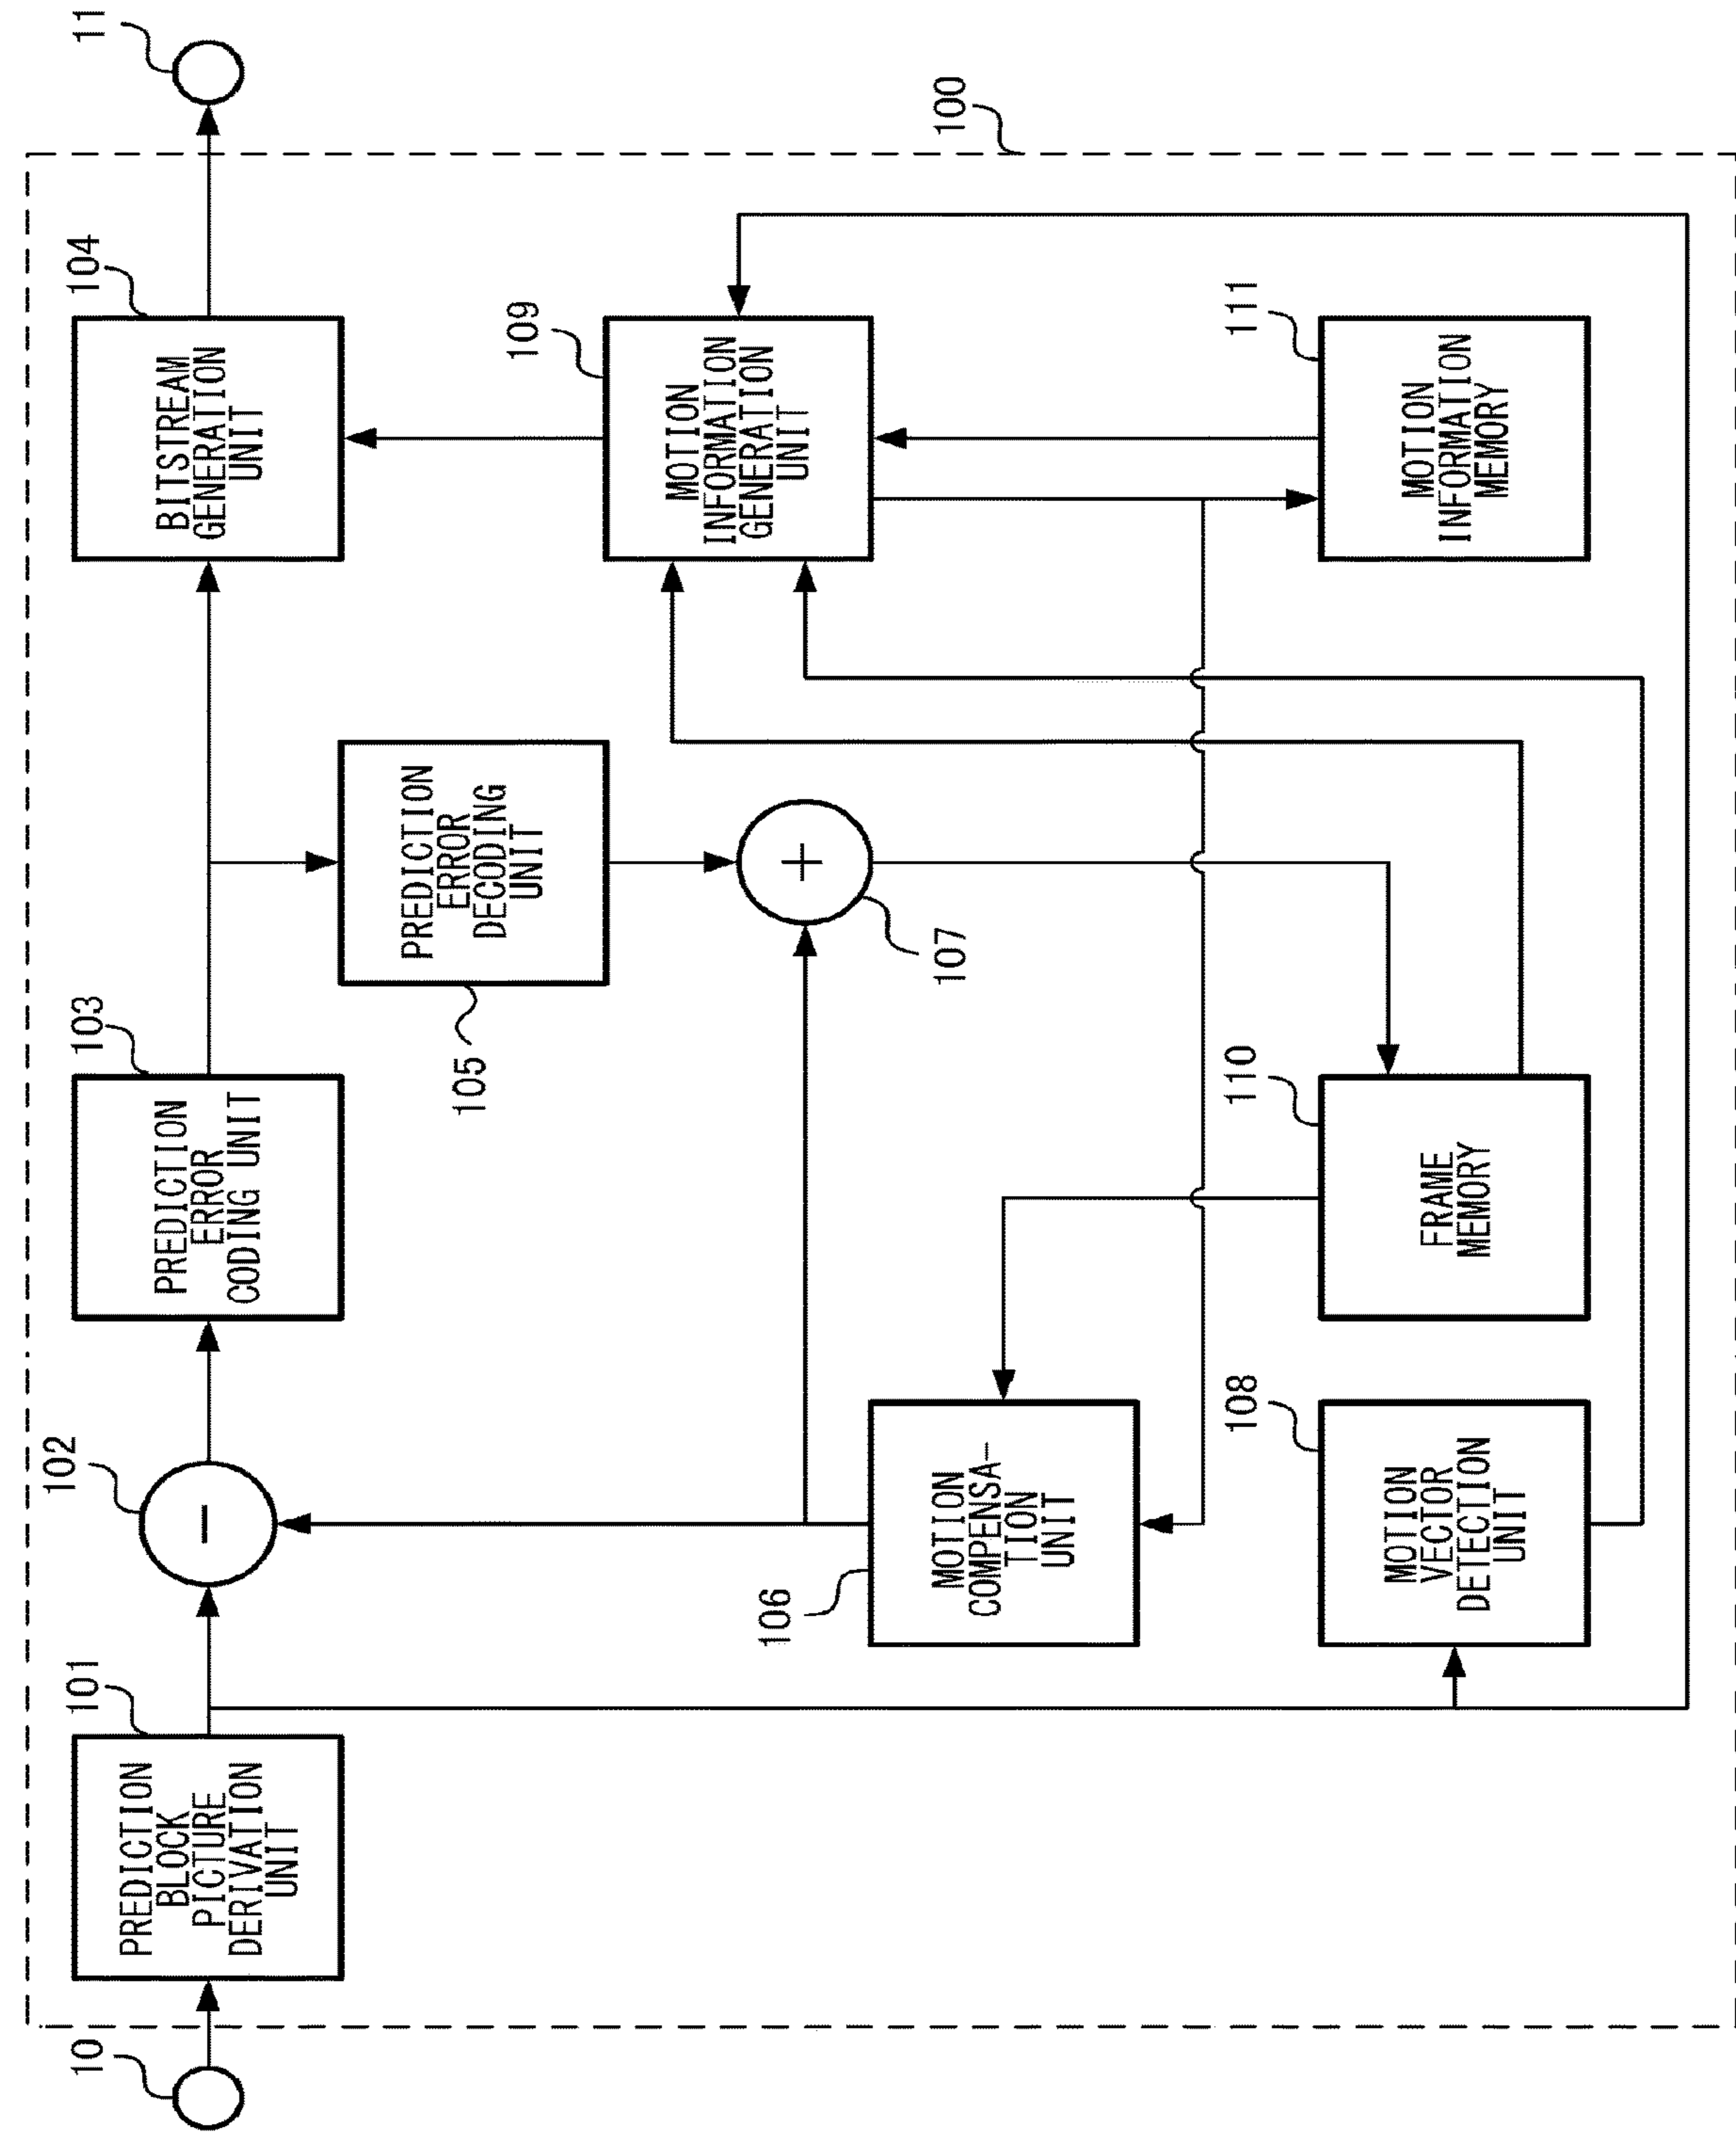 10
11
100
101
PREDICTION
BLOCK
PICTURE
DERIVATION
UNIT
102
−
103
PREDICTION
ERROR
CODING UNIT
104
BITSTREAM
GENERATION
UNIT
105
PREDICTION
ERROR
DECODING
UNIT
107
+
109
MOTION
INFORMATION
GENERATION
UNIT
106
MOTION
COMPENSA-
TION
UNIT
108
MOTION
VECTOR
DETECTION
UNIT
110
FRAME
MEMORY
111
MOTION
INFORMATION
MEMORY